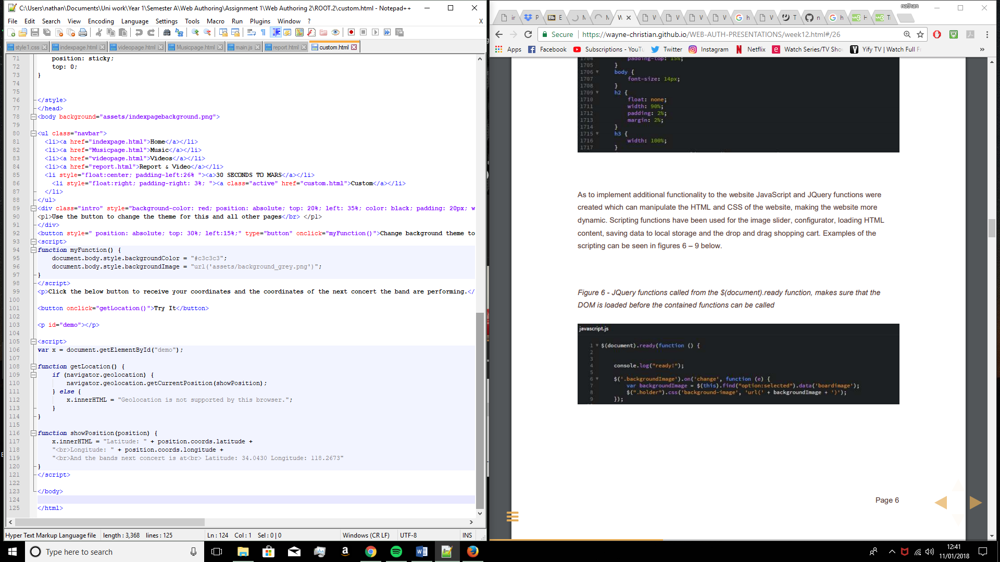 C:\Users\nathan\Documents\Uni work\Year 1\Semester A\Web Authoring\Assignment 1\Web Authoring 2\ROOT.2\custom.html - Notepad++
File Edit Search View Encoding Language Settings Tools Macro Run Plugins Window ? X
style1.css indexpage.html videopage.html Musicpage.html main.js report.html custom.html
71 position: sticky;
72 top: 0;
73 }
74
75
76 </style>
77 </head>
78 <body background="assets/indexpagebackground.png">
79
80 <ul class="navbar">
81 <li><a href="indexpage.html">Home</a></li>
82 <li><a href="Musicpage.html">Music</a></li>
83 <li><a href="videopage.html">Videos</a></li>
84 <li><a href="report.html">Report & Video</a></li>
85 <li style="float:center; padding-left:26% "><a>30 SECONDS TO MARS</a></li>
86 <li style="float:right; padding-right: 3%; "><a class="active" href="custom.html">Custom</a></li>
87 </li>
88 </ul>
89 <div class="intro" style="background-color: red; position: absolute; top: 20%; left: 35%; color: black; padding: 20px; w
90 <pl>Use the button to change the theme for this and all other pages</br> </pl>
91 </div>
92 <button style=" position: absolute; top: 30%; left:15%;" type="button" onclick="myFunction()">Change background theme to
93 <script>
94 function myFunction() {
95 document.body.style.backgroundColor = "#c3c3c3";
96 document.body.style.backgroundImage = "url('assets/background_grey.png')";
97 }
98 </script>
99 <p>Click the below button to receive your coordinates and the coordinates of the next concert the band are performing.</
100
101 <button onclick="getLocation()">Try It</button>
102
103 <p id="demo"></p>
104
105 <script>
106 var x = document.getElementById("demo");
107
108 function getLocation() {
109 if (navigator.geolocation) {
110 navigator.geolocation.getCurrentPosition(showPosition);
111 } else {
112 x.innerHTML = "Geolocation is not supported by this browser.";
113 }
114 }
115
116 function showPosition(position) {
117 x.innerHTML = "Latitude: " + position.coords.latitude +
118 "<br>Longitude: " + position.coords.longitude +
119 "<br>And the bands next concert is at<br> Latitude: 34.0430 Longitude: 118.2673"
120 }
121 </script>
122
123 </body>
124
125 </html>
Hyper Text Markup Language file length : 3,368 lines : 125 Ln : 124 Col : 1 Sel : 0 | 0 Windows (CR LF) UTF-8 INS
nathan
Secure https://wayne-christian.github.io/WEB-AUTH-PRESENTATIONS/week12.html#/26
Apps Facebook Subscriptions - YouTu Twitter Instagram Netflix Watch Series/TV Sho Yify TV | Watch Full F »
1704 padding-top: 15%;
1705 }
1706 body {
1707 font-size: 14px;
1708 }
1709 h2 {
1710 float: none;
1711 width: 90%;
1712 padding: 2%;
1713 margin: 2%;
1714 }
1715 h3 {
1716 width: 100%;
1717 }
As to implement additional functionality to the website JavaScript and JQuery functions were
created which can manipulate the HTML and CSS of the website, making the website more
dynamic. Scripting functions have been used for the image slider, configurator, loading HTML
content, saving data to local storage and the drop and drag shopping cart. Examples of the
scripting can be seen in figures 6 – 9 below.
Figure 6 - JQuery functions called from the $(document).ready function, makes sure that the
DOM is loaded before the contained functions can be called
javascript.js
1 $(document).ready(function () {
2
3
4 console.log("ready!");
5
6 $('.backgroundImage').on('change', function (e) {
7 var backgroundImage = $(this).find("option:selected").data('boardimage');
8 $(".holder").css('background-image', 'url(' + backgroundImage + ')');
9 });
Page 6
Type here to search
12:41
11/01/2018